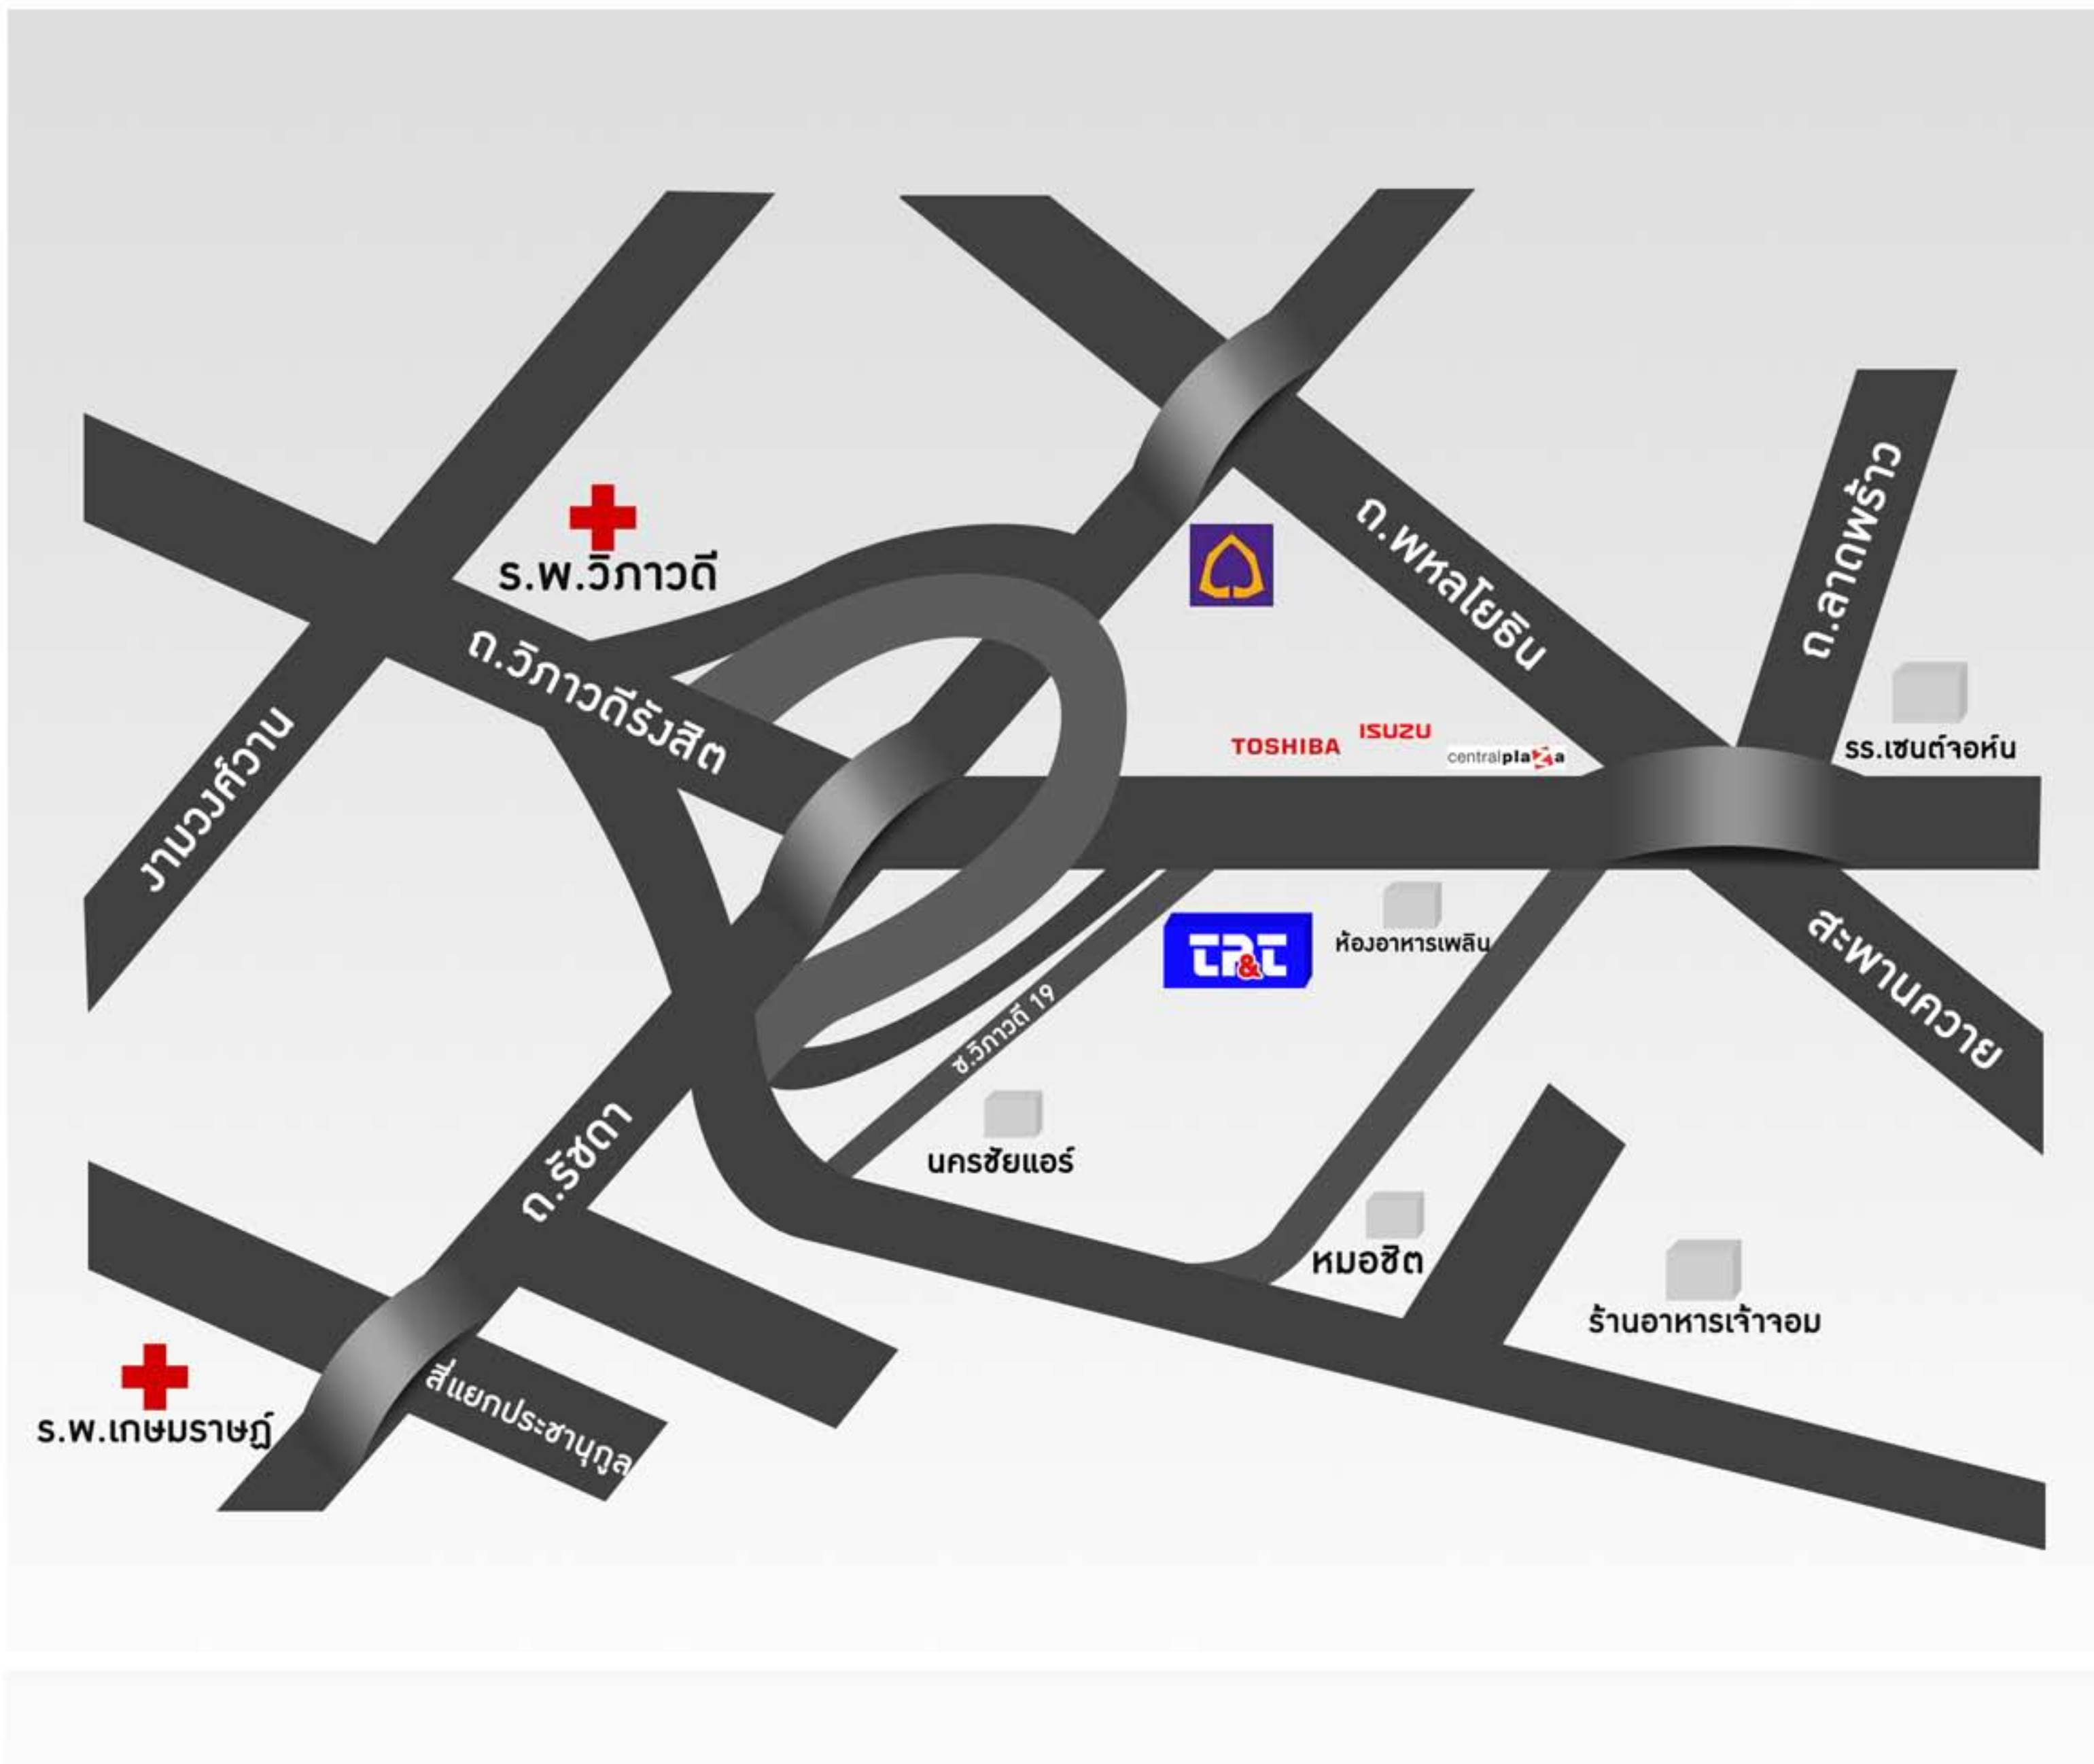 ถ.ลาดพร้าว
ร.พ.วิภาวดี
ถ.พหลโยธิน
ถ.วิภาวดีรังสิต
TOSHIBA
ISUZU
centralplaza
รร.เซนต์จอห์น
งามวงศ์วาน
TR&T
ห้องอาหารเพลิน
สะพานควาย
ซ.วิภาวดี 19
นครชัยแอร์
ถ.รัชดา
หมอชิต
ร้านอาหารเจ้าจอม
ร.พ.เกษมราษฎ์
สี่แยกประชานุกูล